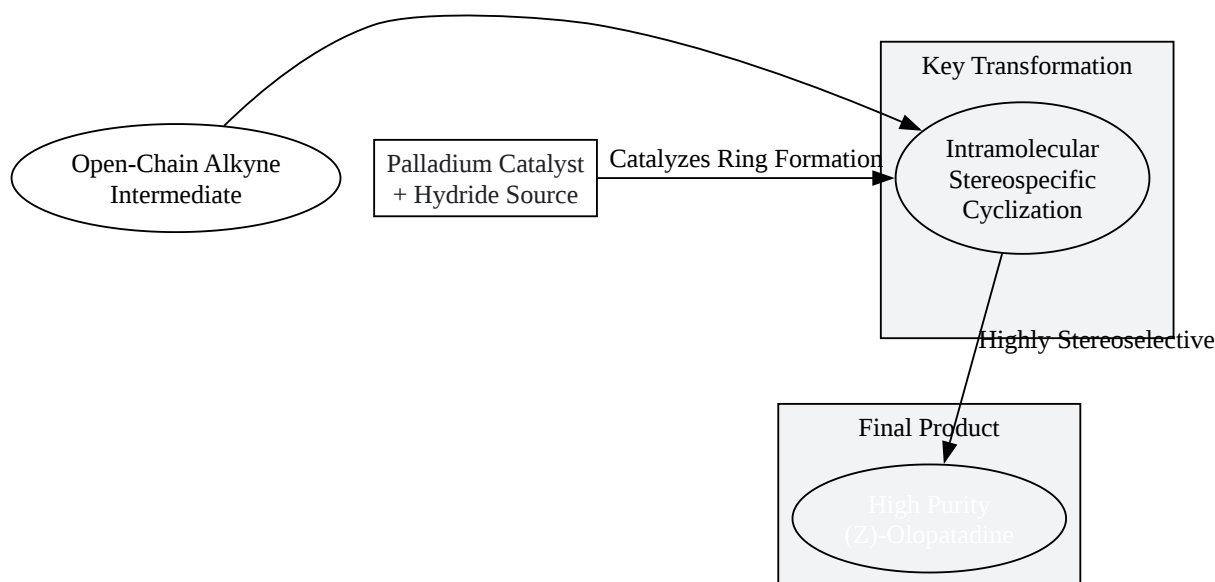 Key Transformation
Open-Chain Alkyne
Intermediate
Palladium Catalyst
+ Hydride Source
Catalyzes Ring Formation
Intramolecular
Stereospecific
Cyclization
Highly Stereoselective
Final Product
High Purity
(Z)-Olopatadine